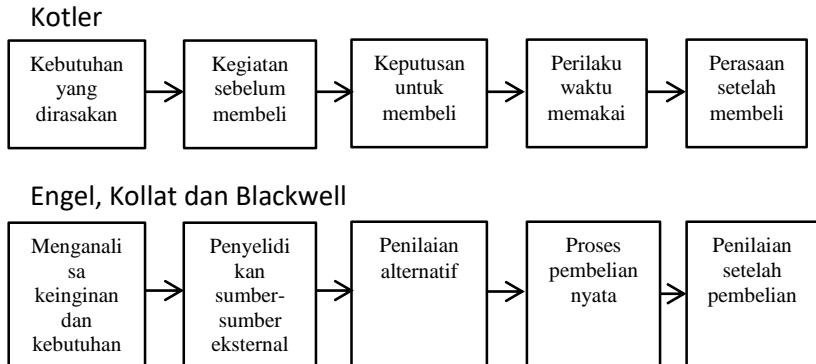 Kotler
Kebutuhan
yang
dirasakan
Kegiatan
sebelum
membeli
Keputusan
untuk
membeli
Perilaku
waktu
memakai
Perasaan
setelah
membeli
Engel, Kollat dan Blackwell
Menganali
sa
keinginan
dan
kebutuhan
Penyelidi
kan
sumber-
sumber
eksternal
Penilaian
alternatif
Proses
pembelian
nyata
Penilaian
setelah
pembelian